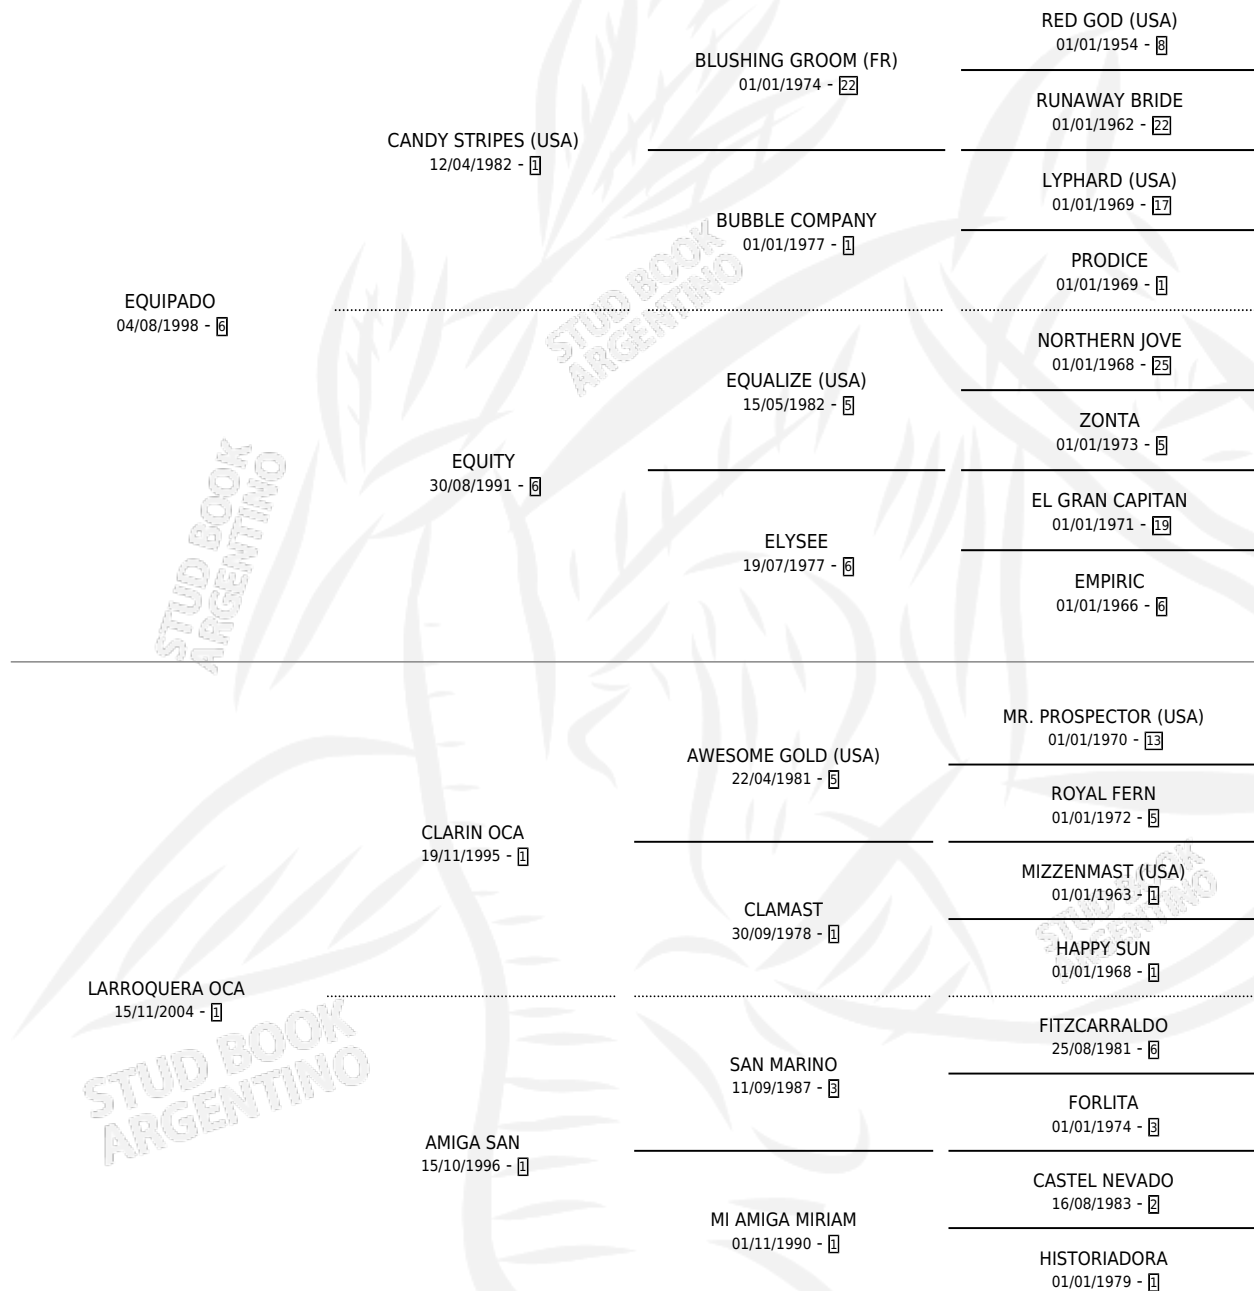 RED GOD (USA)
01/01/1954 - 8
BLUSHING GROOM (FR)
01/01/1974 - 22
RUNAWAY BRIDE
01/01/1962 - 22
CANDY STRIPES (USA)
12/04/1982 - 1
LYPHARD (USA)
01/01/1969 - 17
BUBBLE COMPANY
01/01/1977 - 1
PRODICE
01/01/1969 - 1
EQUIPADO
04/08/1998 - 6
NORTHERN JOVE
01/01/1968 - 25
EQUALIZE (USA)
15/05/1982 - 5
ZONTA
01/01/1973 - 5
EQUITY
30/08/1991 - 6
EL GRAN CAPITAN
01/01/1971 - 19
ELYSEE
19/07/1977 - 6
EMPIRIC
01/01/1966 - 6
MR. PROSPECTOR (USA)
01/01/1970 - 13
AWESOME GOLD (USA)
22/04/1981 - 5
ROYAL FERN
01/01/1972 - 5
CLARIN OCA
19/11/1995 - 1
MIZZENMAST (USA)
01/01/1963 - 1
CLAMAST
30/09/1978 - 1
HAPPY SUN
01/01/1968 - 1
LARROQUERA OCA
15/11/2004 - 1
FITZCARRALDO
25/08/1981 - 6
SAN MARINO
11/09/1987 - 3
FORLITA
01/01/1974 - 3
AMIGA SAN
15/10/1996 - 1
CASTEL NEVADO
16/08/1983 - 2
MI AMIGA MIRIAM
01/11/1990 - 1
HISTORIADORA
01/01/1979 - 1
STUD BOOK
ARGENTINO
STUD BOOK
ARGENTINO
STUD BOOK
ARGENTINO
STUD BOOK
ARGENTINO